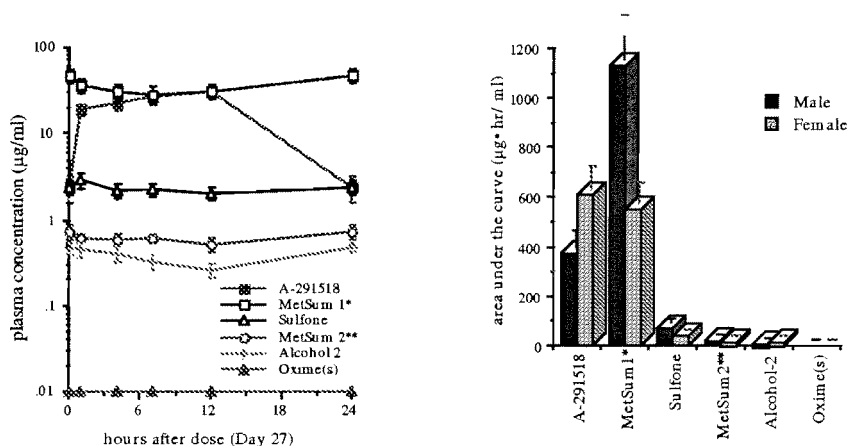 100
10
1
.1
.01
plasma concentration (µg/ml)
A-291518
MetSum 1*
Sulfone
MetSum 2**
Alcohol 2
Oxime(s)
0 6 12 18 24
hours after dose (Day 27)
1200
1000
800
600
400
200
0
area under the curve (µg• hr/ ml)
Male
Female
A-291518
MetSum1*
Sulfone
MetSum2**
Alcohol-2
Oxime(s)